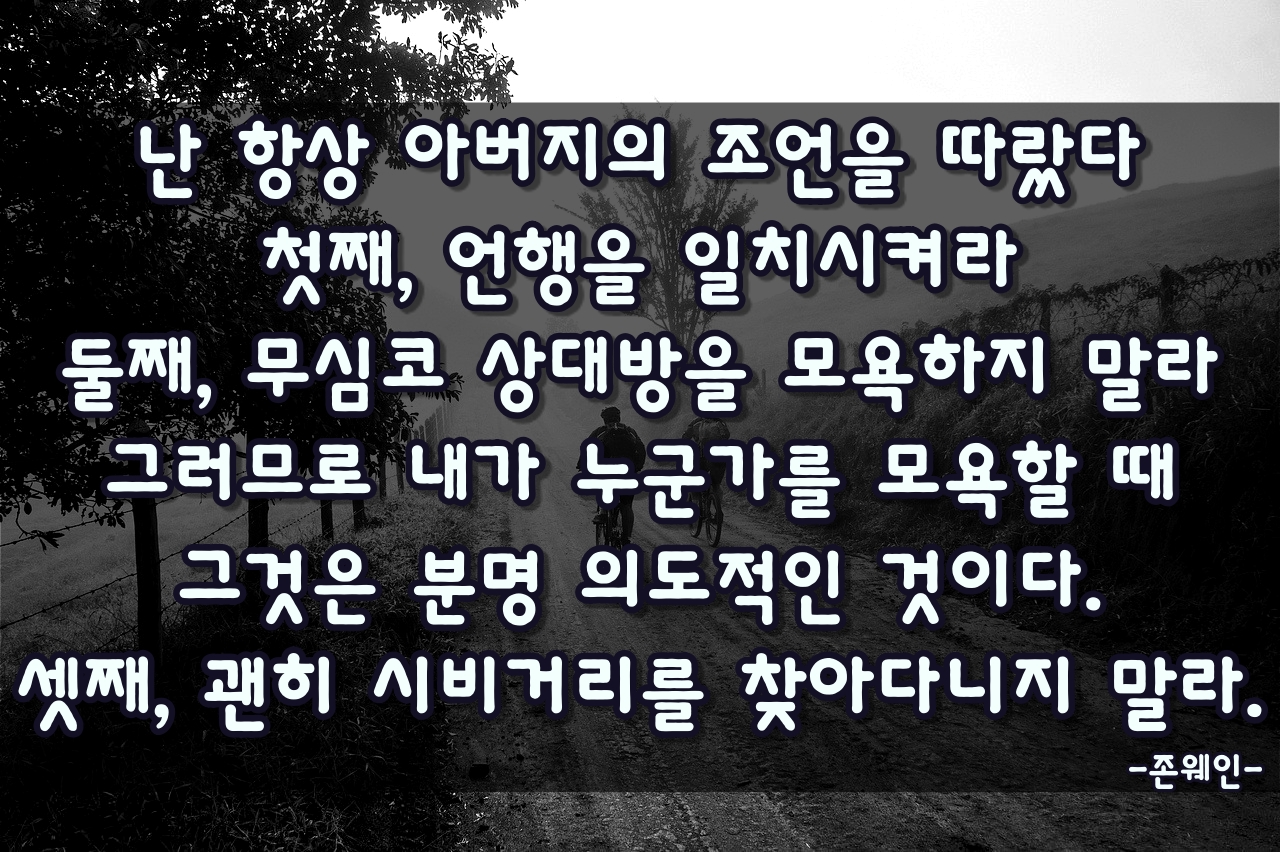 난 항상 아버지의 조언을 따랐다
첫째, 언행을 일치시켜라
둘째, 무심코 상대방을 모욕하지 말라
그러므로 내가 누군가를 모욕할 때
그것은 분명 의도적인 것이다.
셋째, 괜히 시비거리를 찾아다니지 말라.
-존웨인-